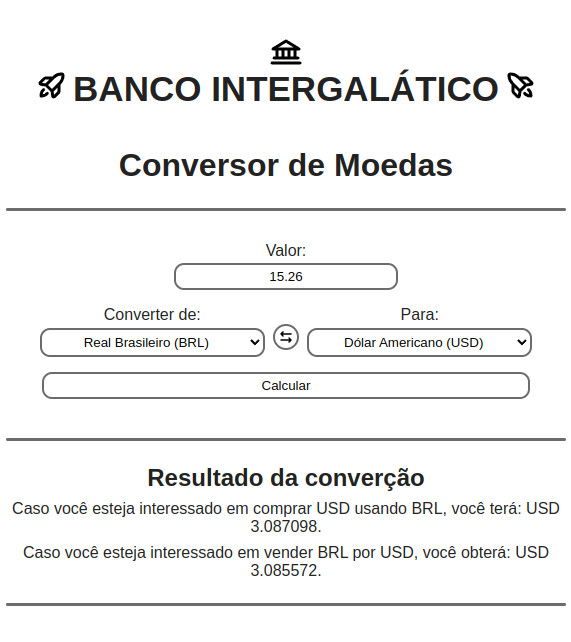 BANCO INTERGALÁTICO
Conversor de Moedas
Valor:
15.26
Converter de:
Para:
Real Brasileiro (BRL)
Dólar Americano (USD)
Calcular
Resultado da converção
Caso você esteja interessado em comprar USD usando BRL, você terá: USD
3.087098.
Caso você esteja interessado em vender BRL por USD, você obterá: USD
3.085572.